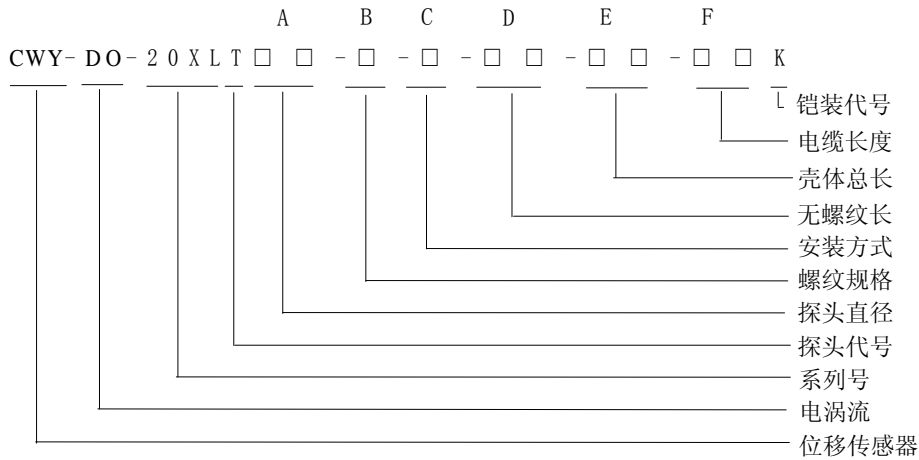 A B C D E F
CWY-DO-20XLT□□-□-□-□□-□□-□□K
铠装代号
电缆长度
壳体总长
无螺纹长
安装方式
螺纹规格
探头直径
探头代号
系列号
电涡流
位移传感器